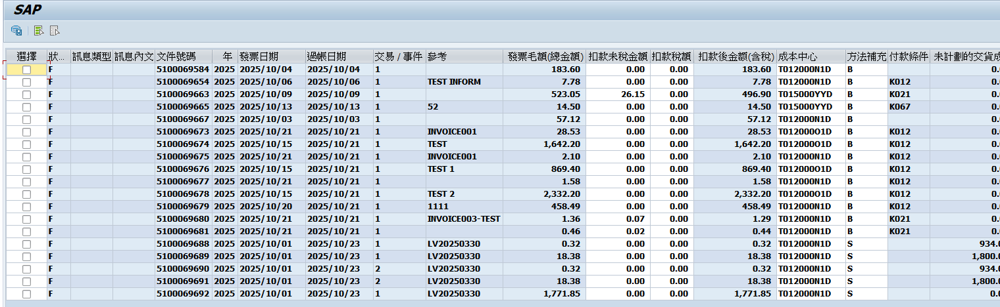 SAP
選擇 狀... 訊息類型 訊息內文 文件號碼 年 發票日期 過帳日期 交易 / 事件 參考 發票毛額(總金額) 扣款未稅金額 扣款稅額 扣款後金額(含稅) 成本中心 方法補充 付款條件 未計劃的交貨成
F 5100069584 2025 2025/10/04 2025/10/04 1 183.60 0.00 0.00 183.60 T012000N1D B 0.
F 5100069654 2025 2025/10/06 2025/10/06 1 TEST INFORM 7.78 0.00 0.00 7.78 T012000N1D B K012 0.
F 5100069663 2025 2025/10/09 2025/10/09 1 523.05 26.15 0.00 496.90 T015000YYD B K021 0.
F 5100069665 2025 2025/10/13 2025/10/13 1 52 14.50 0.00 0.00 14.50 T015000YYD B K067 0.
F 5100069667 2025 2025/10/03 2025/10/03 1 57.12 0.00 0.00 57.12 T012000N1D B 0.
F 5100069673 2025 2025/10/21 2025/10/21 1 INVOICE001 28.53 0.00 0.00 28.53 T012000O1D B K012 0.
F 5100069674 2025 2025/10/15 2025/10/21 1 TEST 1,642.20 0.00 0.00 1,642.20 T012000O1D B K012 0.
F 5100069675 2025 2025/10/21 2025/10/21 1 INVOICE001 2.10 0.00 0.00 2.10 T012000N1D B K012 0.
F 5100069676 2025 2025/10/15 2025/10/21 1 TEST 1 869.40 0.00 0.00 869.40 T012000O1D B K012 0.
F 5100069677 2025 2025/10/21 2025/10/21 1 1.58 0.00 0.00 1.58 T012000N1D B K012 0.
F 5100069678 2025 2025/10/15 2025/10/21 1 TEST 2 2,332.20 0.00 0.00 2,332.20 T012000O1D B K012 0.
F 5100069679 2025 2025/10/20 2025/10/21 1 1111 458.49 0.00 0.00 458.49 T012000N1D B K012 0.
F 5100069680 2025 2025/10/21 2025/10/21 1 INVOICE003-TEST 1.36 0.07 0.00 1.29 T012000N1D B K021 0.
F 5100069681 2025 2025/10/21 2025/10/21 1 0.46 0.02 0.00 0.44 T012000N1D B K021 0.
F 5100069688 2025 2025/10/01 2025/10/23 1 LV20250330 0.32 0.00 0.00 0.32 T012000N1D S 934.
F 5100069689 2025 2025/10/01 2025/10/23 1 LV20250330 18.38 0.00 0.00 18.38 T012000N1D S 1,800.
F 5100069690 2025 2025/10/01 2025/10/23 2 LV20250330 0.32 0.00 0.00 0.32 T012000N1D S 934.
F 5100069691 2025 2025/10/01 2025/10/23 2 LV20250330 18.38 0.00 0.00 18.38 T012000N1D S 1,800.
F 5100069692 2025 2025/10/01 2025/10/23 1 LV20250330 1,771.85 0.00 0.00 1,771.85 T012000N1D S 0.